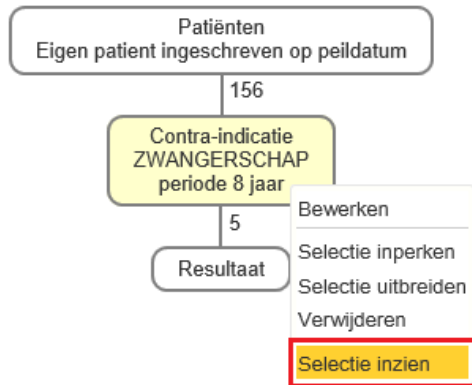 Patiënten
Eigen patient ingeschreven op peildatum
156
Contra-indicatie
ZWANGERSCHAP
periode 8 jaar
5
Resultaat
Bewerken
Selectie inperken
Selectie uitbreiden
Verwijderen
Selectie inzien